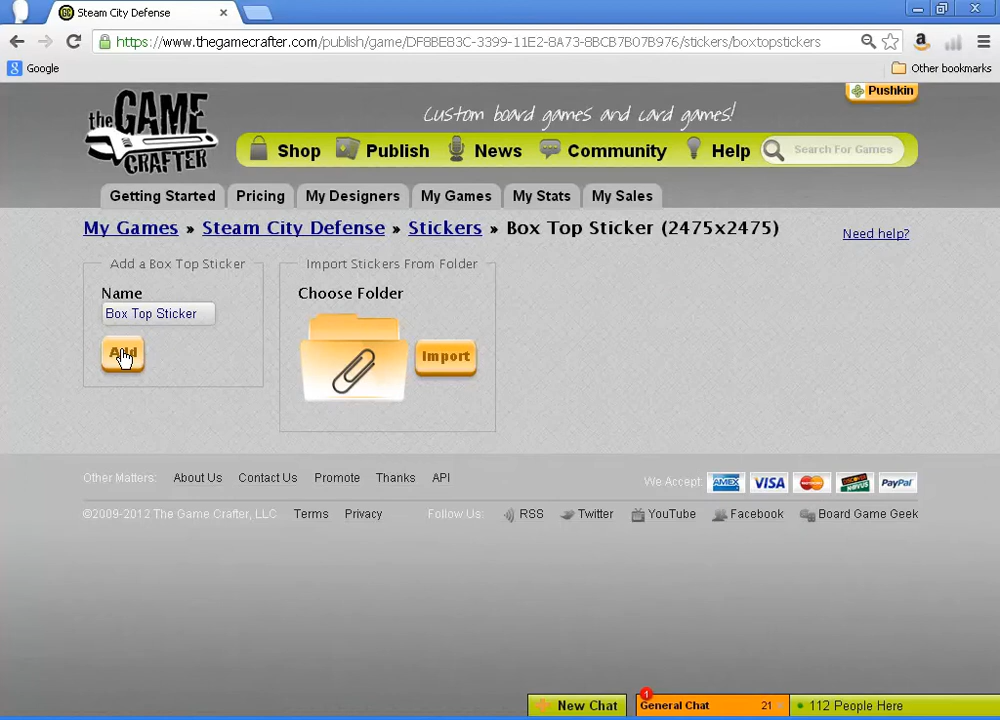 Steam City Defense
https://www.thegamecrafter.com/publish/game/DF8BE83C-3399-11E2-8A73-8BCB7B07B976/stickers/boxtopstickers
Google
Other bookmarks
Pushkin
the GAME CRAFTER
Custom board games and card games!
Shop Publish News Community Help Search For Games
Getting Started Pricing My Designers My Games My Stats My Sales
My Games » Steam City Defense » Stickers » Box Top Sticker (2475x2475)
Need help?
Add a Box Top Sticker
Name
Box Top Sticker
Add
Import Stickers From Folder
Choose Folder
Import
Other Matters: About Us Contact Us Promote Thanks API
We Accept: AMEX VISA MasterCard DISCOVER NOVUS PayPal
©2009-2012 The Game Crafter, LLC Terms Privacy Follow Us: RSS Twitter YouTube Facebook Board Game Geek
New Chat
1
General Chat 21
112 People Here